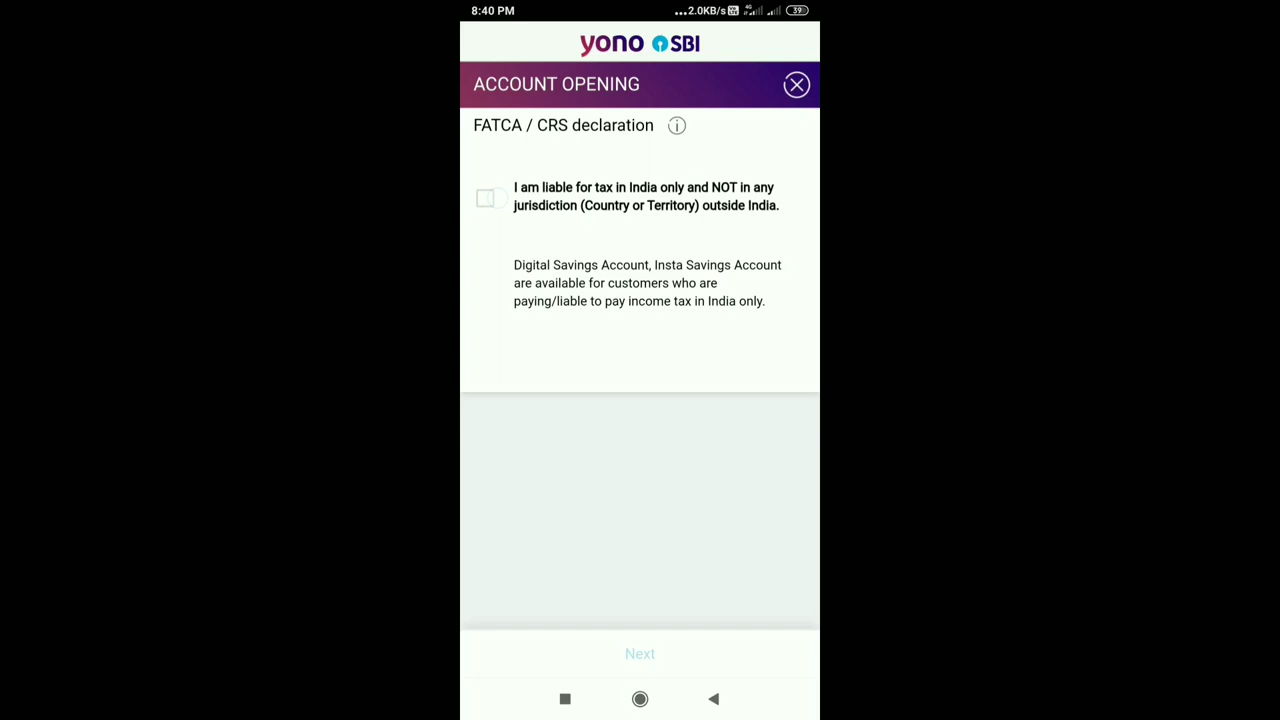 8:40 PM
...2.0KB/s 4G 39
yono SBI
ACCOUNT OPENING
FATCA / CRS declaration
I am liable for tax in India only and NOT in any
jurisdiction (Country or Territory) outside India.
Digital Savings Account, Insta Savings Account
are available for customers who are
paying/liable to pay income tax in India only.
Next